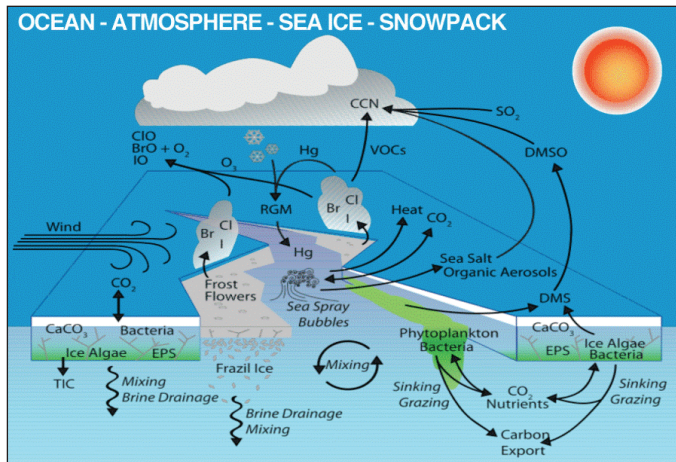 OCEAN - ATMOSPHERE - SEA ICE - SNOWPACK
CCN
SO2
ClO
BrO + O2
IO
O3
Hg
VOCs
DMSO
RGM
Br Cl
I
Br Cl
I
Heat
CO2
Wind
Hg
Sea Salt
Organic Aerosols
CO2
Frost
Flowers
Sea Spray
Bubbles
DMS
CaCO3
Bacteria
Ice Algae
EPS
Phytoplankton
Bacteria
CaCO3
EPS
Ice Algae
Bacteria
TIC
Mixing
Brine Drainage
Frazil Ice
Mixing
Sinking
Grazing
CO2
Nutrients
Sinking
Grazing
Brine Drainage
Mixing
Carbon
Export